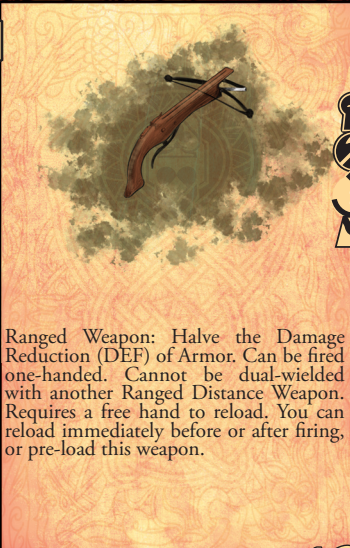 Ranged Weapon: Halve the Damage
Reduction (DEF) of Armor. Can be fired
one-handed. Cannot be dual-wielded
with another Ranged Distance Weapon.
Requires a free hand to reload. You can
reload immediately before or after firing,
or pre-load this weapon.